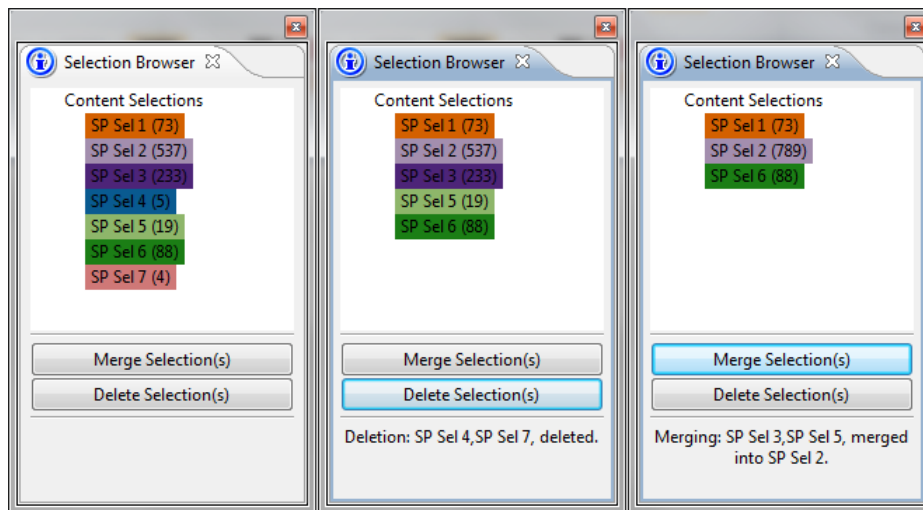 Selection Browser
Content Selections
SP Sel 1 (73)
SP Sel 2 (537)
SP Sel 3 (233)
SP Sel 4 (5)
SP Sel 5 (19)
SP Sel 6 (88)
SP Sel 7 (4)
Merge Selection(s)
Delete Selection(s)
Selection Browser
Content Selections
SP Sel 1 (73)
SP Sel 2 (537)
SP Sel 3 (233)
SP Sel 5 (19)
SP Sel 6 (88)
Merge Selection(s)
Delete Selection(s)
Deletion: SP Sel 4,SP Sel 7, deleted.
Selection Browser
Content Selections
SP Sel 1 (73)
SP Sel 2 (789)
SP Sel 6 (88)
Merge Selection(s)
Delete Selection(s)
Merging: SP Sel 3,SP Sel 5, merged
into SP Sel 2.